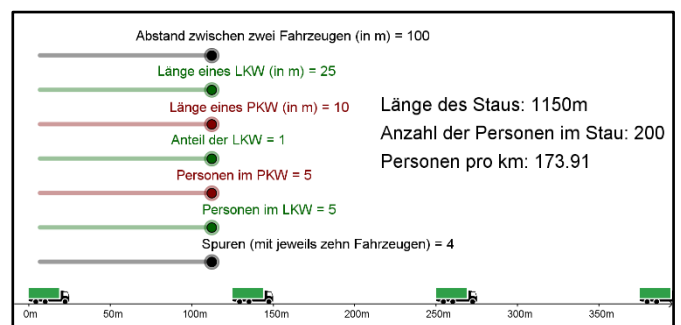 Abstand zwischen zwei Fahrzeugen (in m) = 100
Länge eines LKW (in m) = 25
Länge eines PKW (in m) = 10
Anteil der LKW = 1
Personen im PKW = 5
Personen im LKW = 5
Spuren (mit jeweils zehn Fahrzeugen) = 4
Länge des Staus: 1150m
Anzahl der Personen im Stau: 200
Personen pro km: 173.91
0m 50m 100m 150m 200m 250m 300m 350m